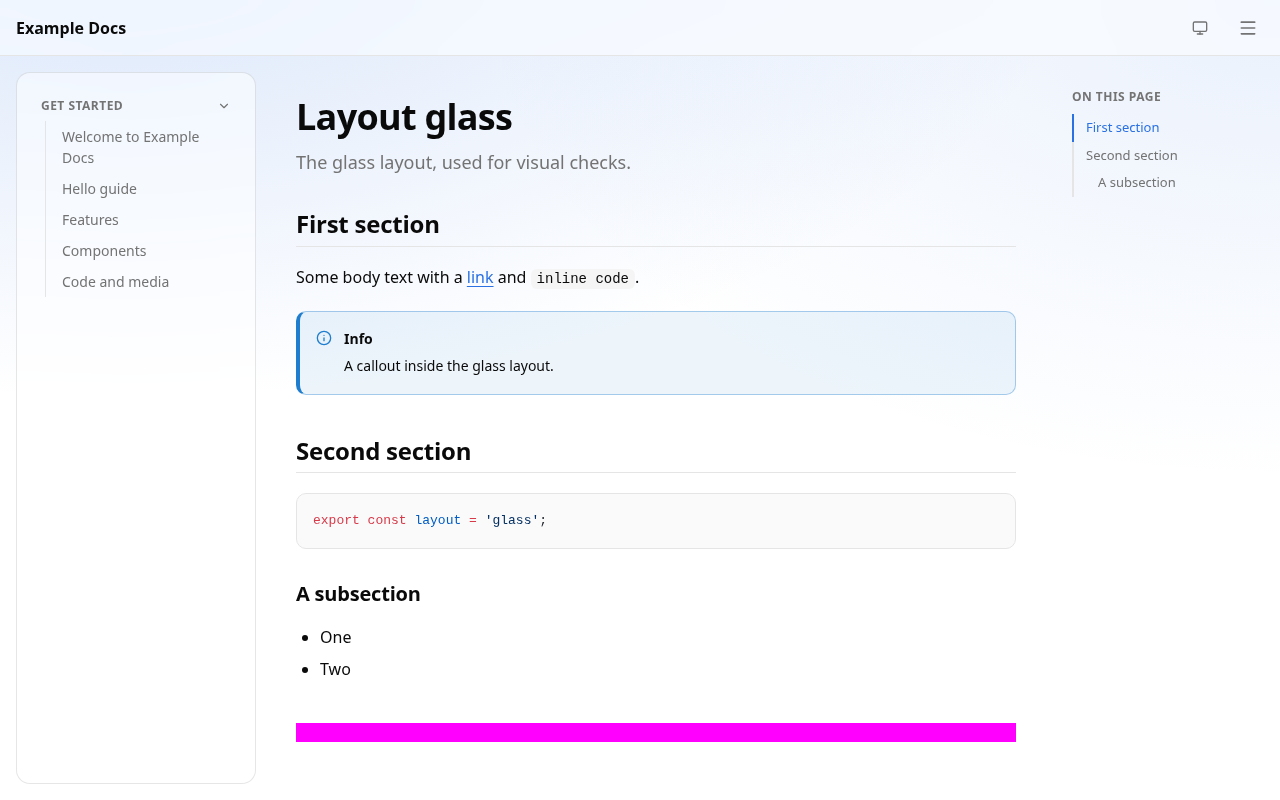 Example Docs
GET STARTED
Welcome to Example
Docs
Hello guide
Features
Components
Code and media
Layout glass
The glass layout, used for visual checks.
First section
Some body text with a link and inline code.
Info
A callout inside the glass layout.
Second section
export const layout = 'glass';
A subsection
One
Two
ON THIS PAGE
First section
Second section
A subsection